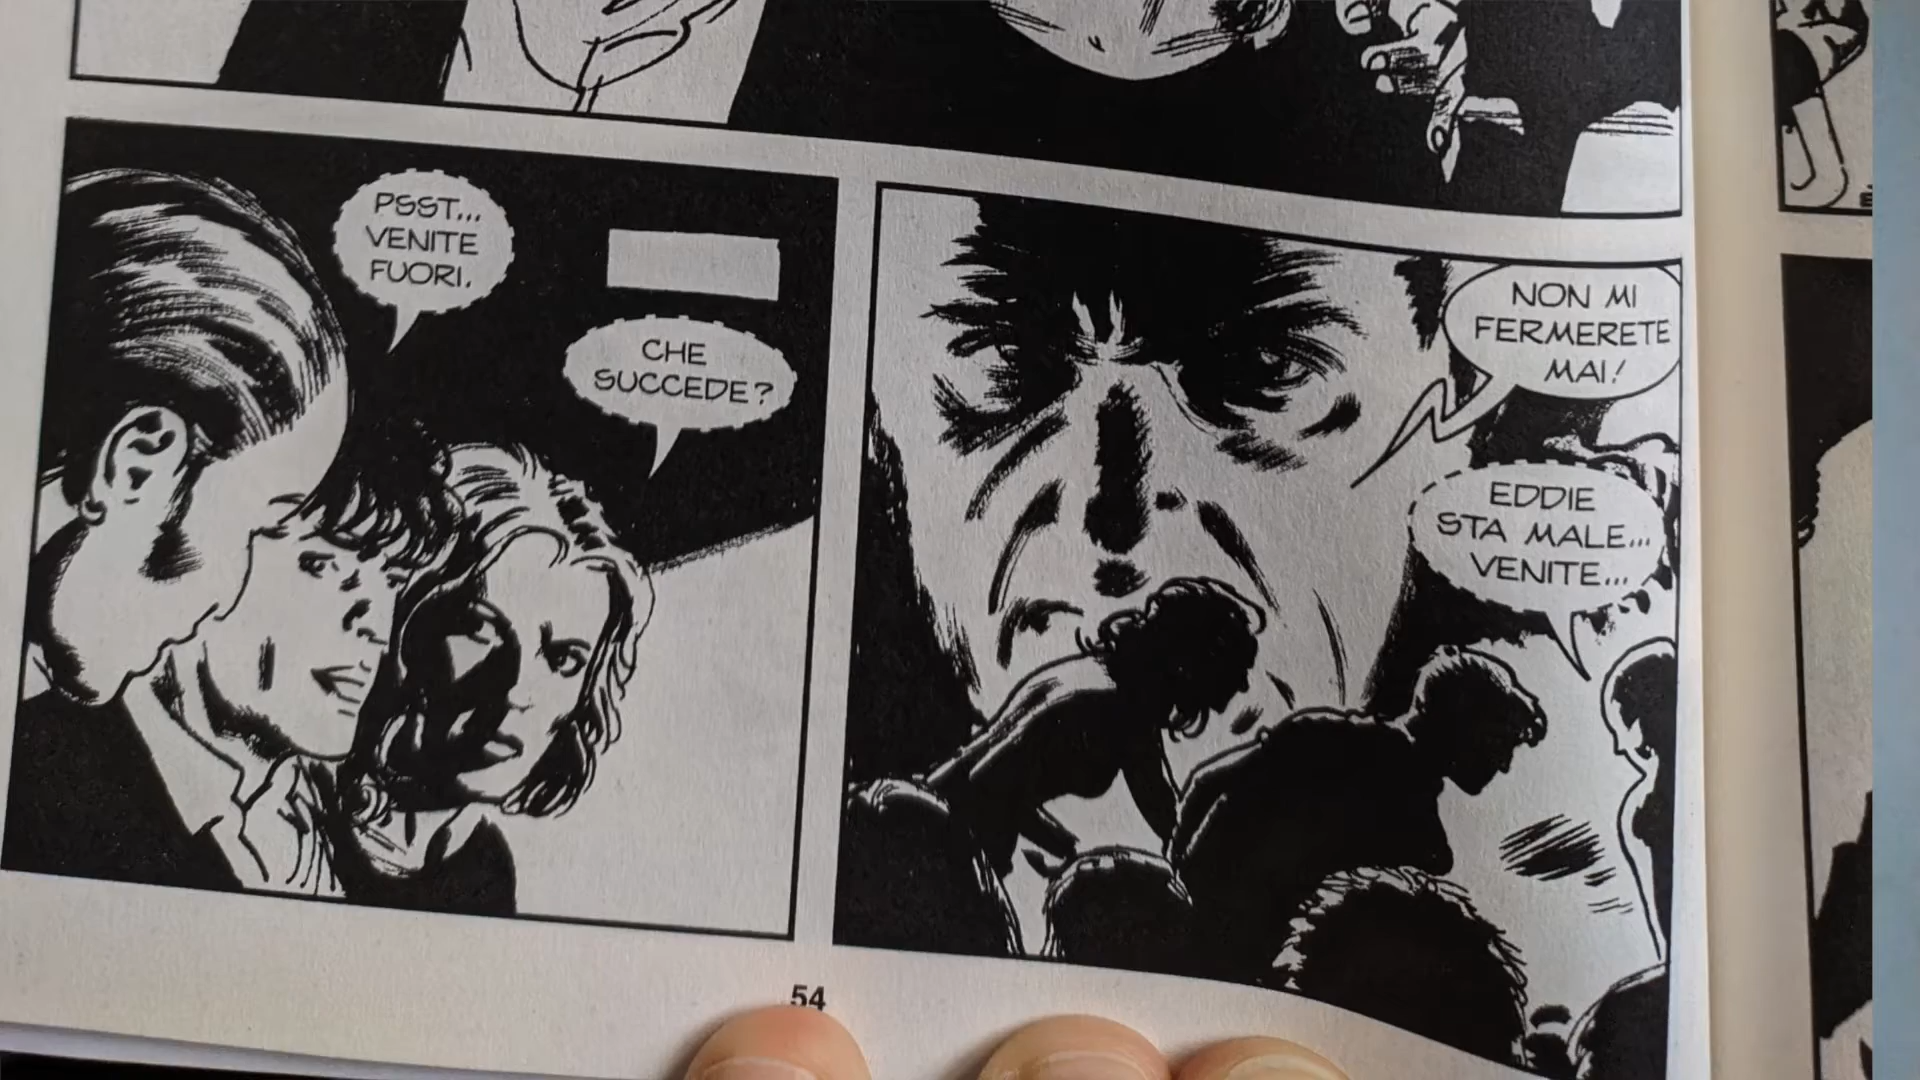 PSST...
VENITE
FUORI.
CHE
SUCCEDE?
NON MI
FERMERETE
MAI!
EDDIE
STA MALE...
VENITE...
54